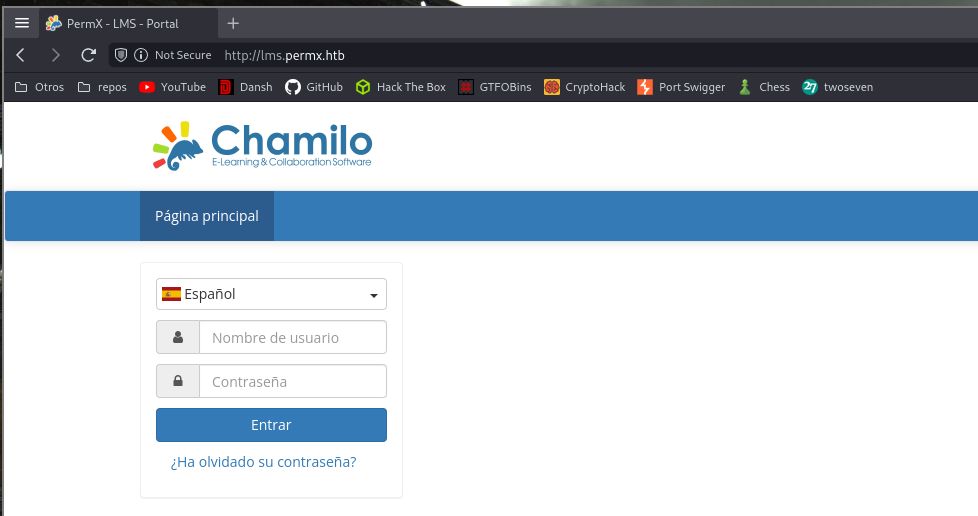 PermX - LMS - Portal
Not Secure http://lms.permx.htb
Otros repos YouTube Dansh GitHub Hack The Box GTFOBins CryptoHack Port Swigger Chess twoseven
Chamilo
E-Learning & Collaboration Software
Página principal
Español
Nombre de usuario
Contraseña
Entrar
¿Ha olvidado su contraseña?